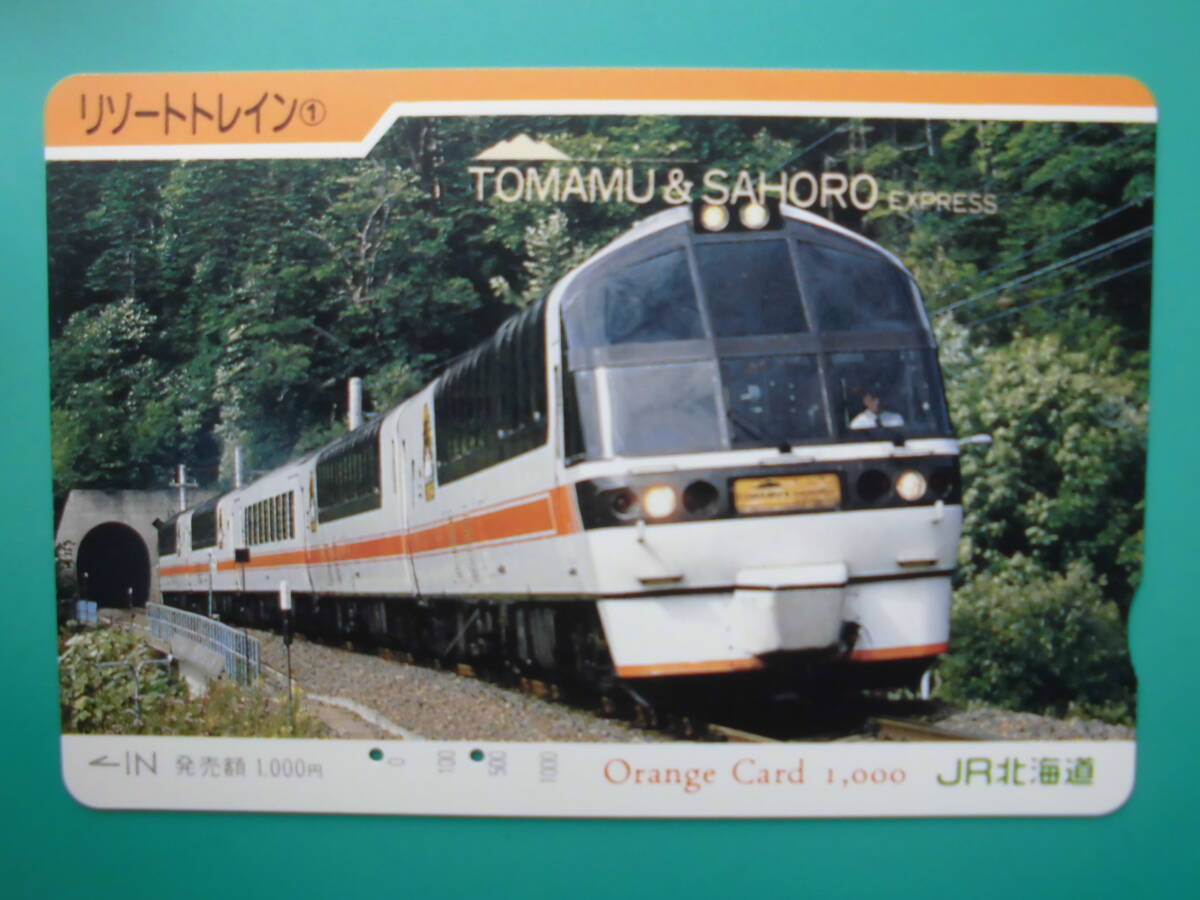 リゾートトレイン①
TOMAMU & SAHORO EXPRESS
←IN 発売額 1,000円 0 100 500 1000 Orange Card 1,000 JR北海道